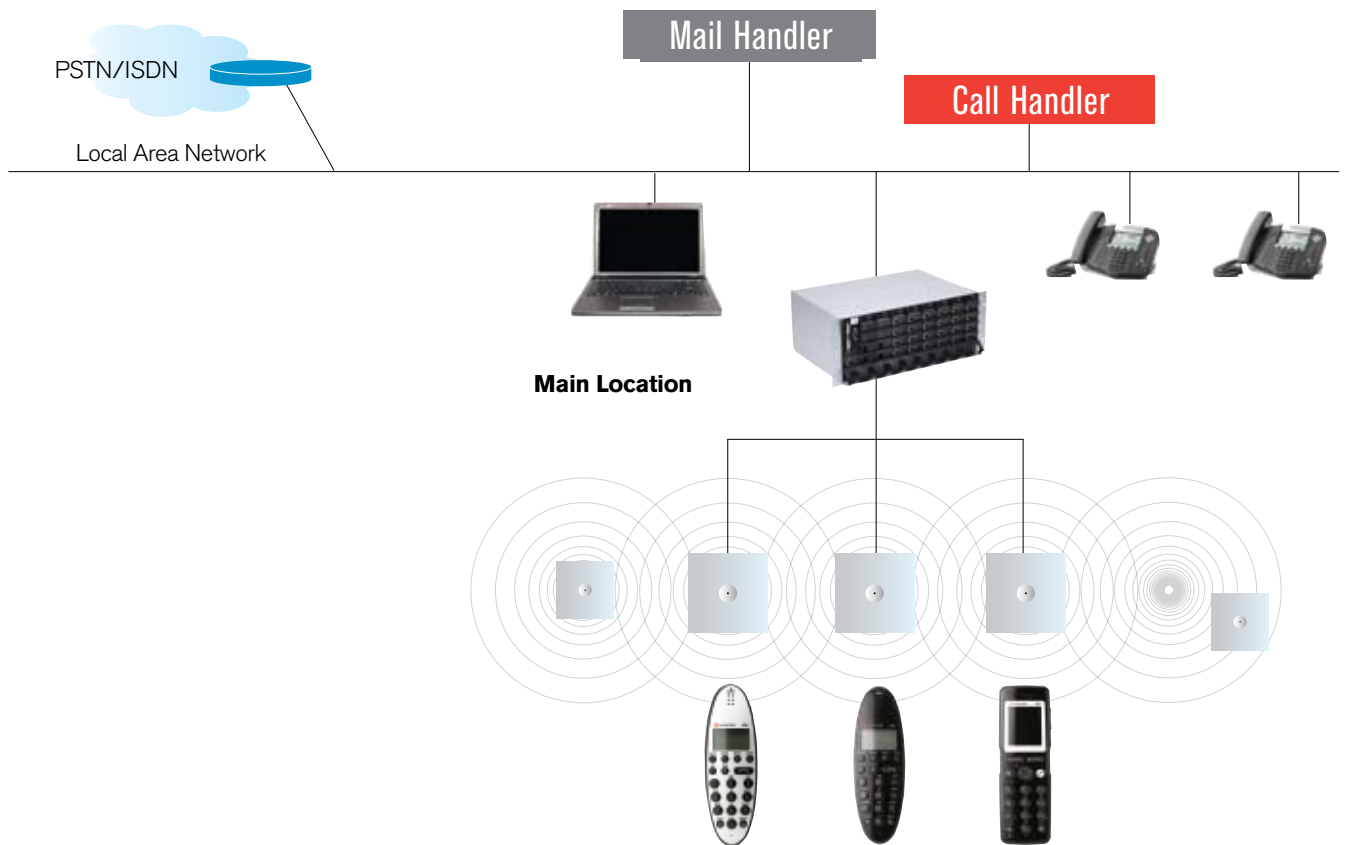 Mail Handler
PSTN/ISDN
Call Handler
Local Area Network
Main Location